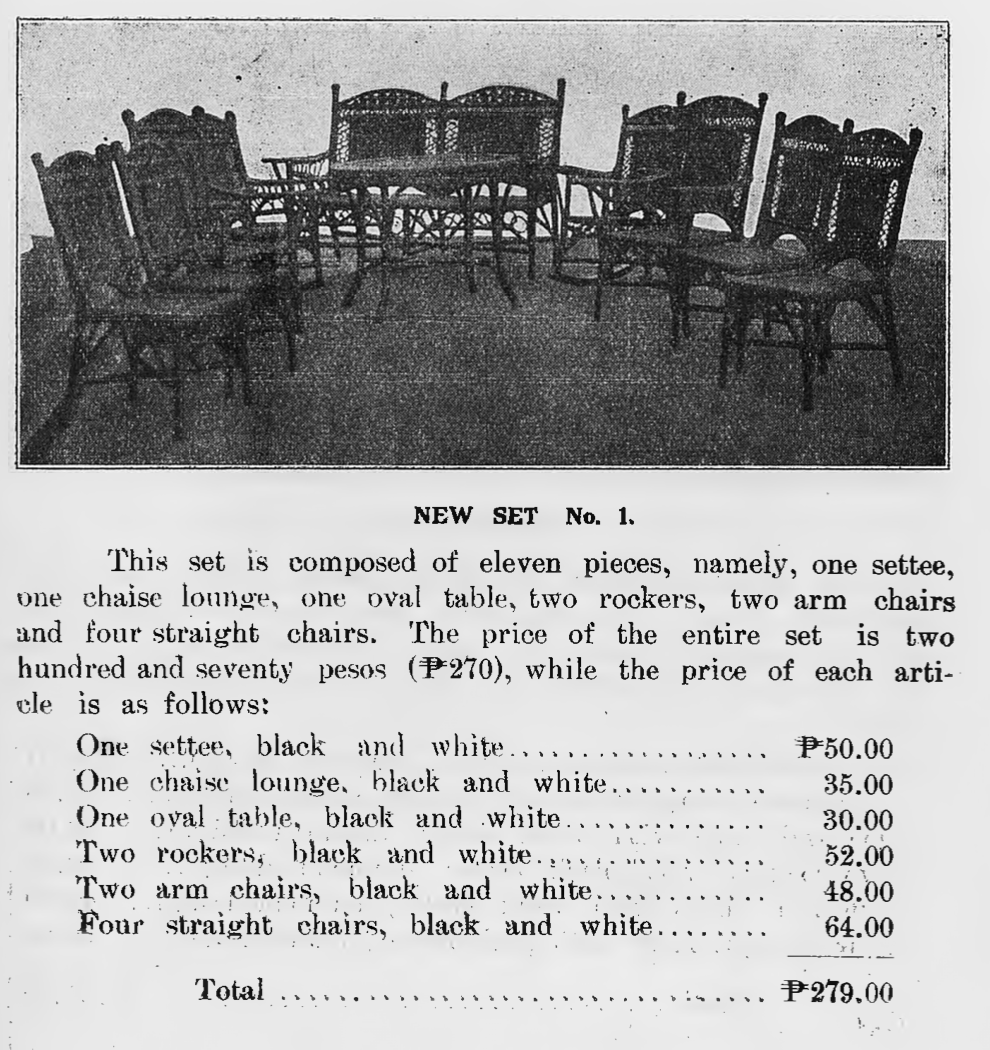 NEW SET No. 1.
This set is composed of eleven pieces, namely, one settee,
one chaise lounge, one oval table, two rockers, two arm chairs
and four straight chairs. The price of the entire set is two
hundred and seventy pesos (₱270), while the price of each arti-
cle is as follows:
One settee, black and white.................. ₱50.00
One chaise lounge, black and white........... 35.00
One oval table, black and white.............. 30.00
Two rockers, black and white................ 52.00
Two arm chairs, black and white............ 48.00
Four straight chairs, black and white........ 64.00
Total .................................. ₱279.00